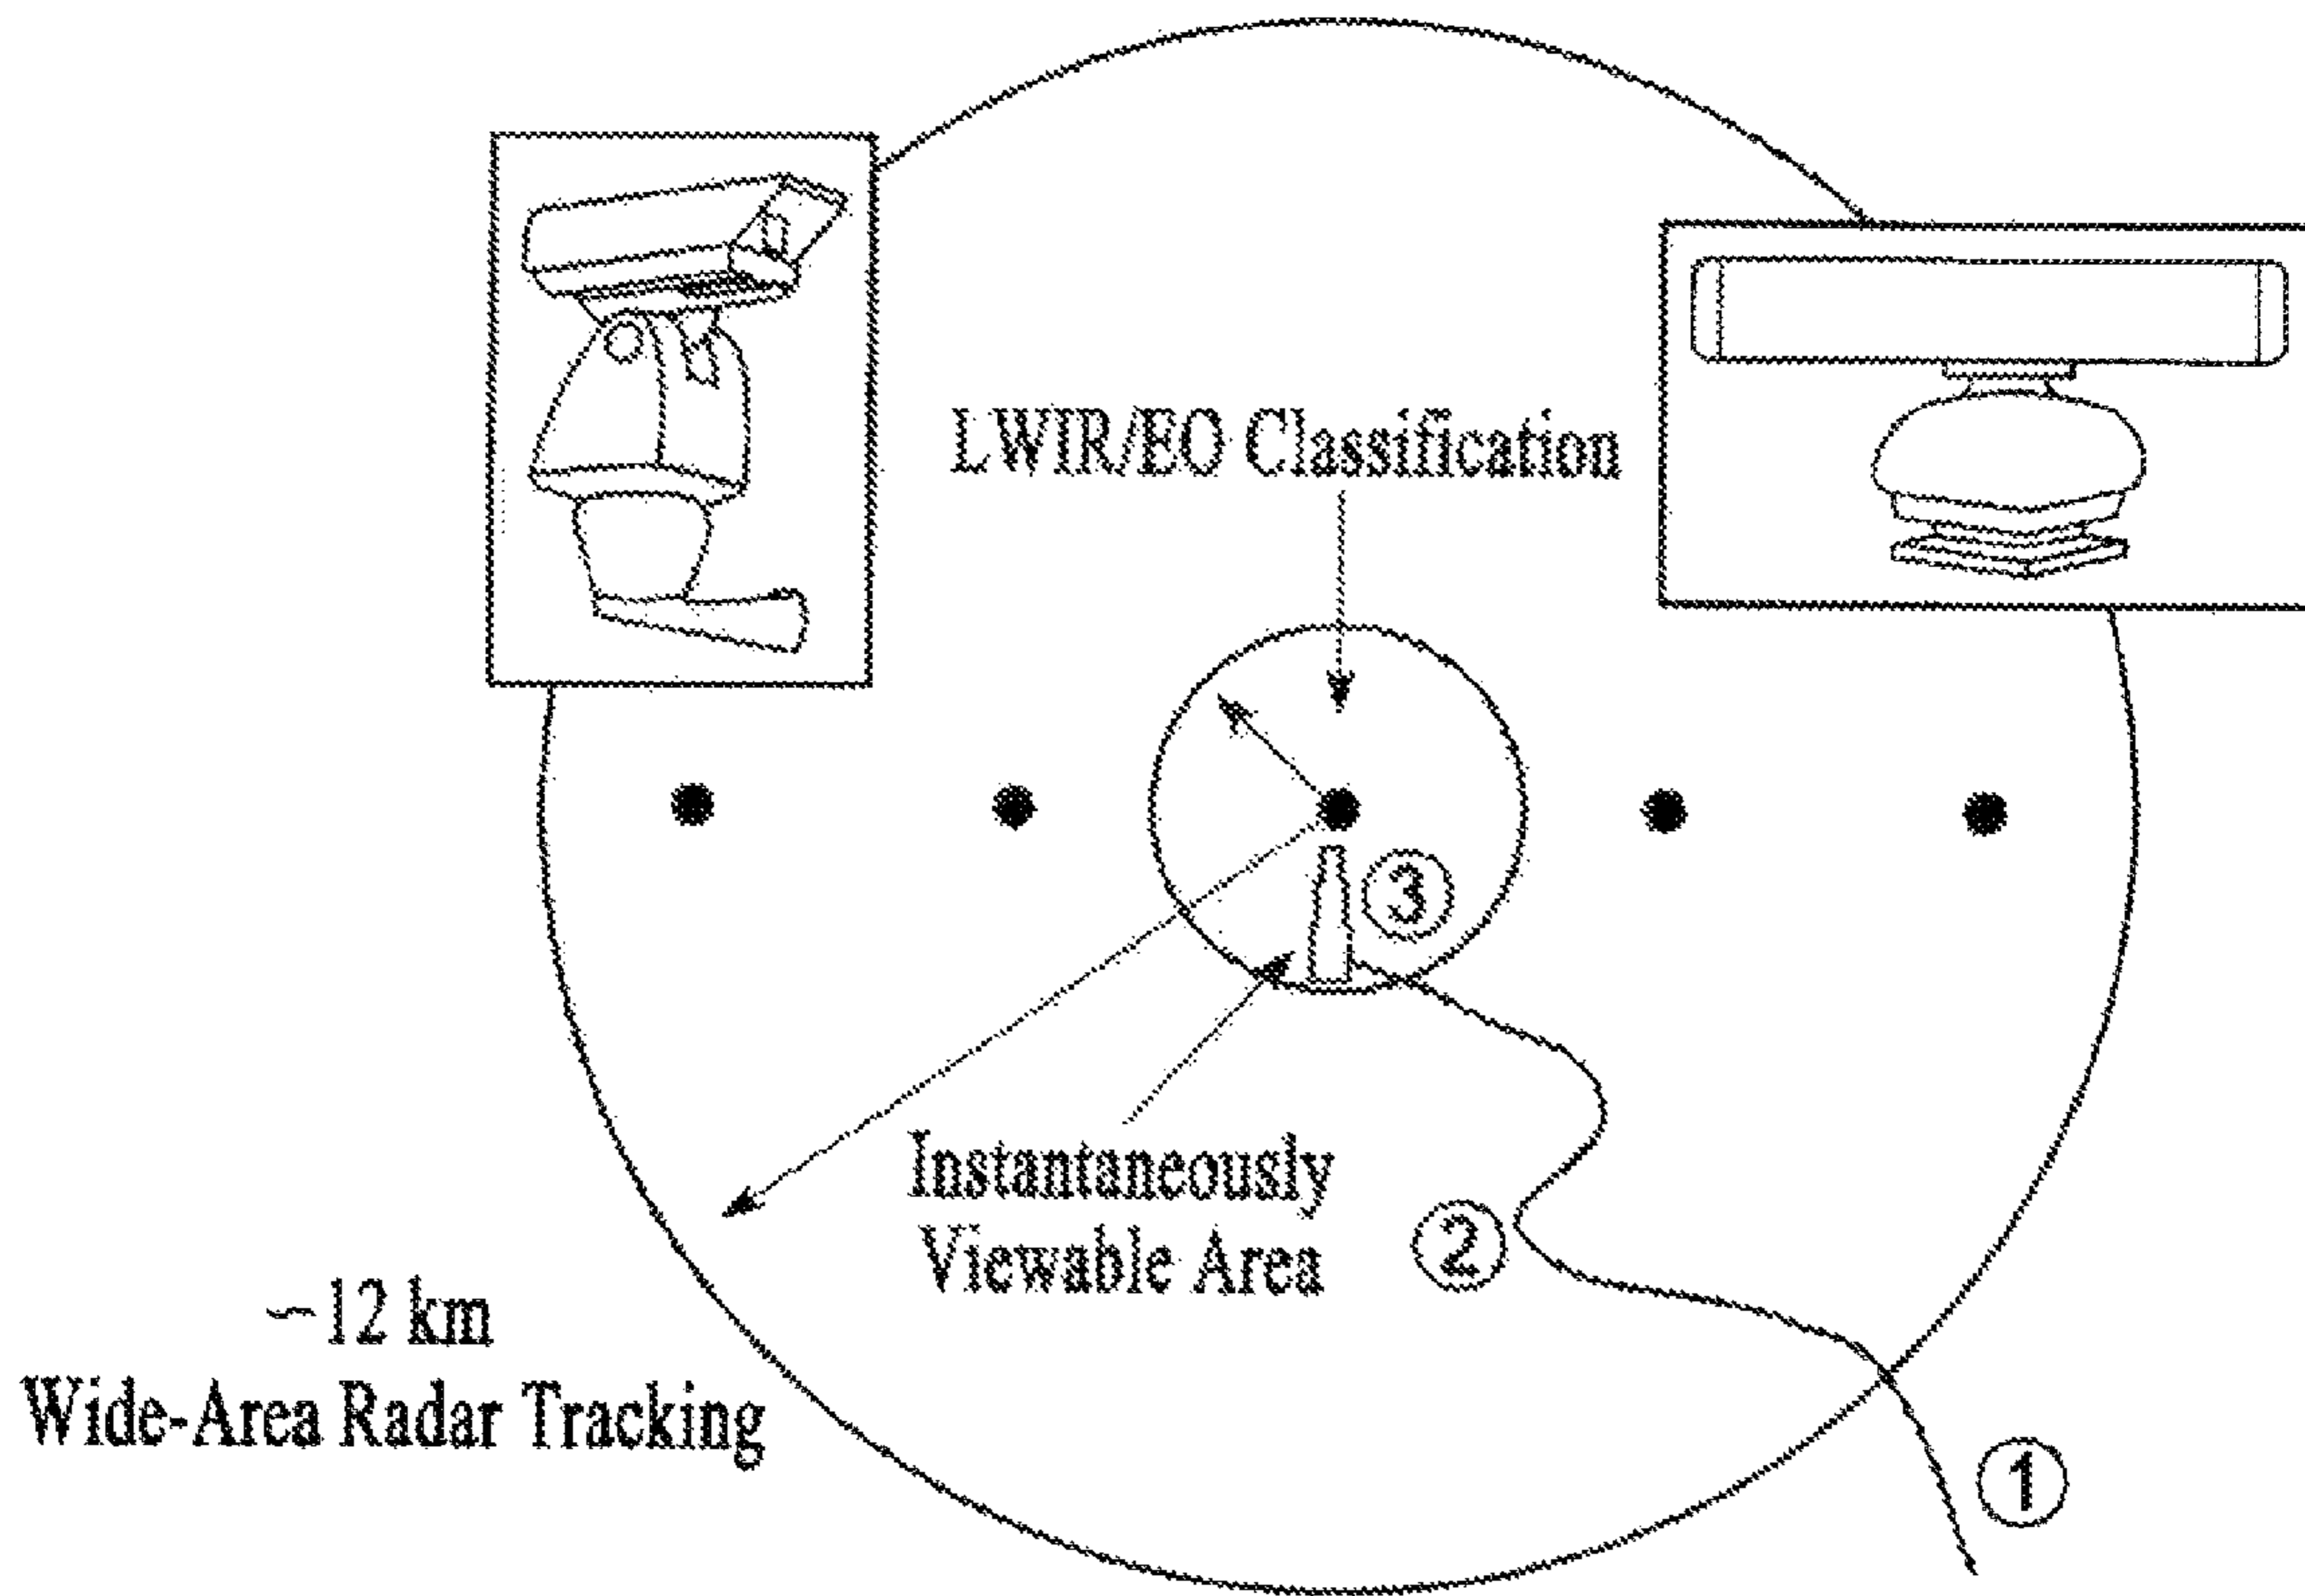 LWIR/EO Classification
③
Instantaneously
Viewable Area
②
~12 km
Wide-Area Radar Tracking
①